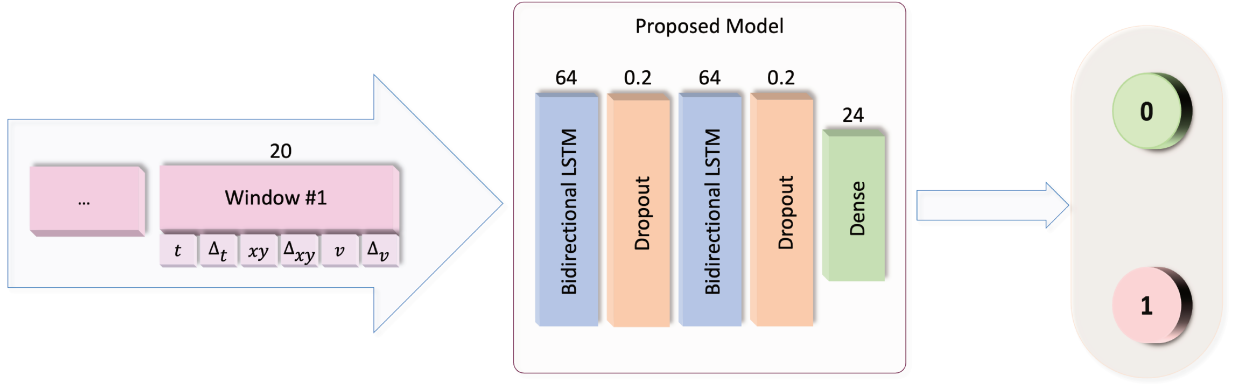 Proposed Model
20
...
Window #1
t
Δt
xy
Δxy
v
Δv
64
0.2
64
0.2
24
Bidirectional LSTM
Dropout
Bidirectional LSTM
Dropout
Dense
0
1